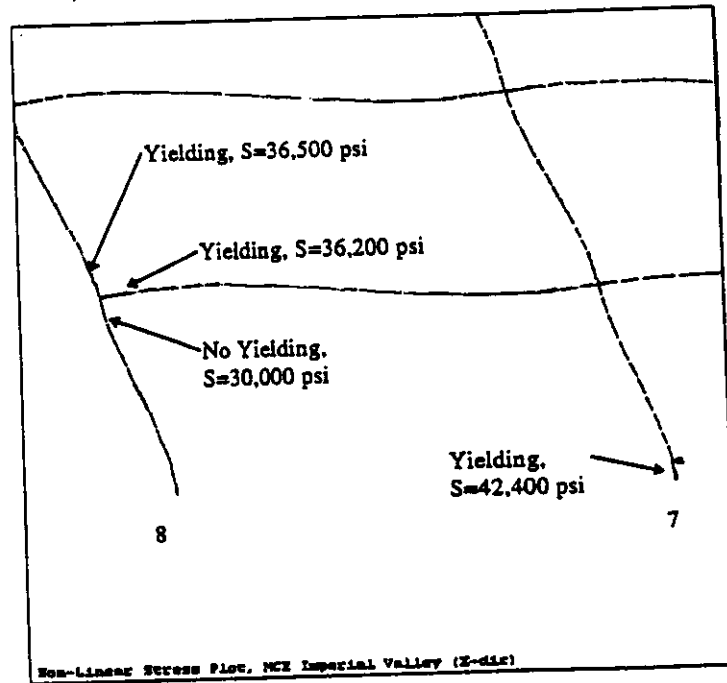 Yielding, S=36,500 psi
Yielding, S=36,200 psi
No Yielding,
S=30,000 psi
Yielding,
S=42,400 psi
8
7
Non-Linear Stress Plot, MCE Imperial Valley (X-dir)